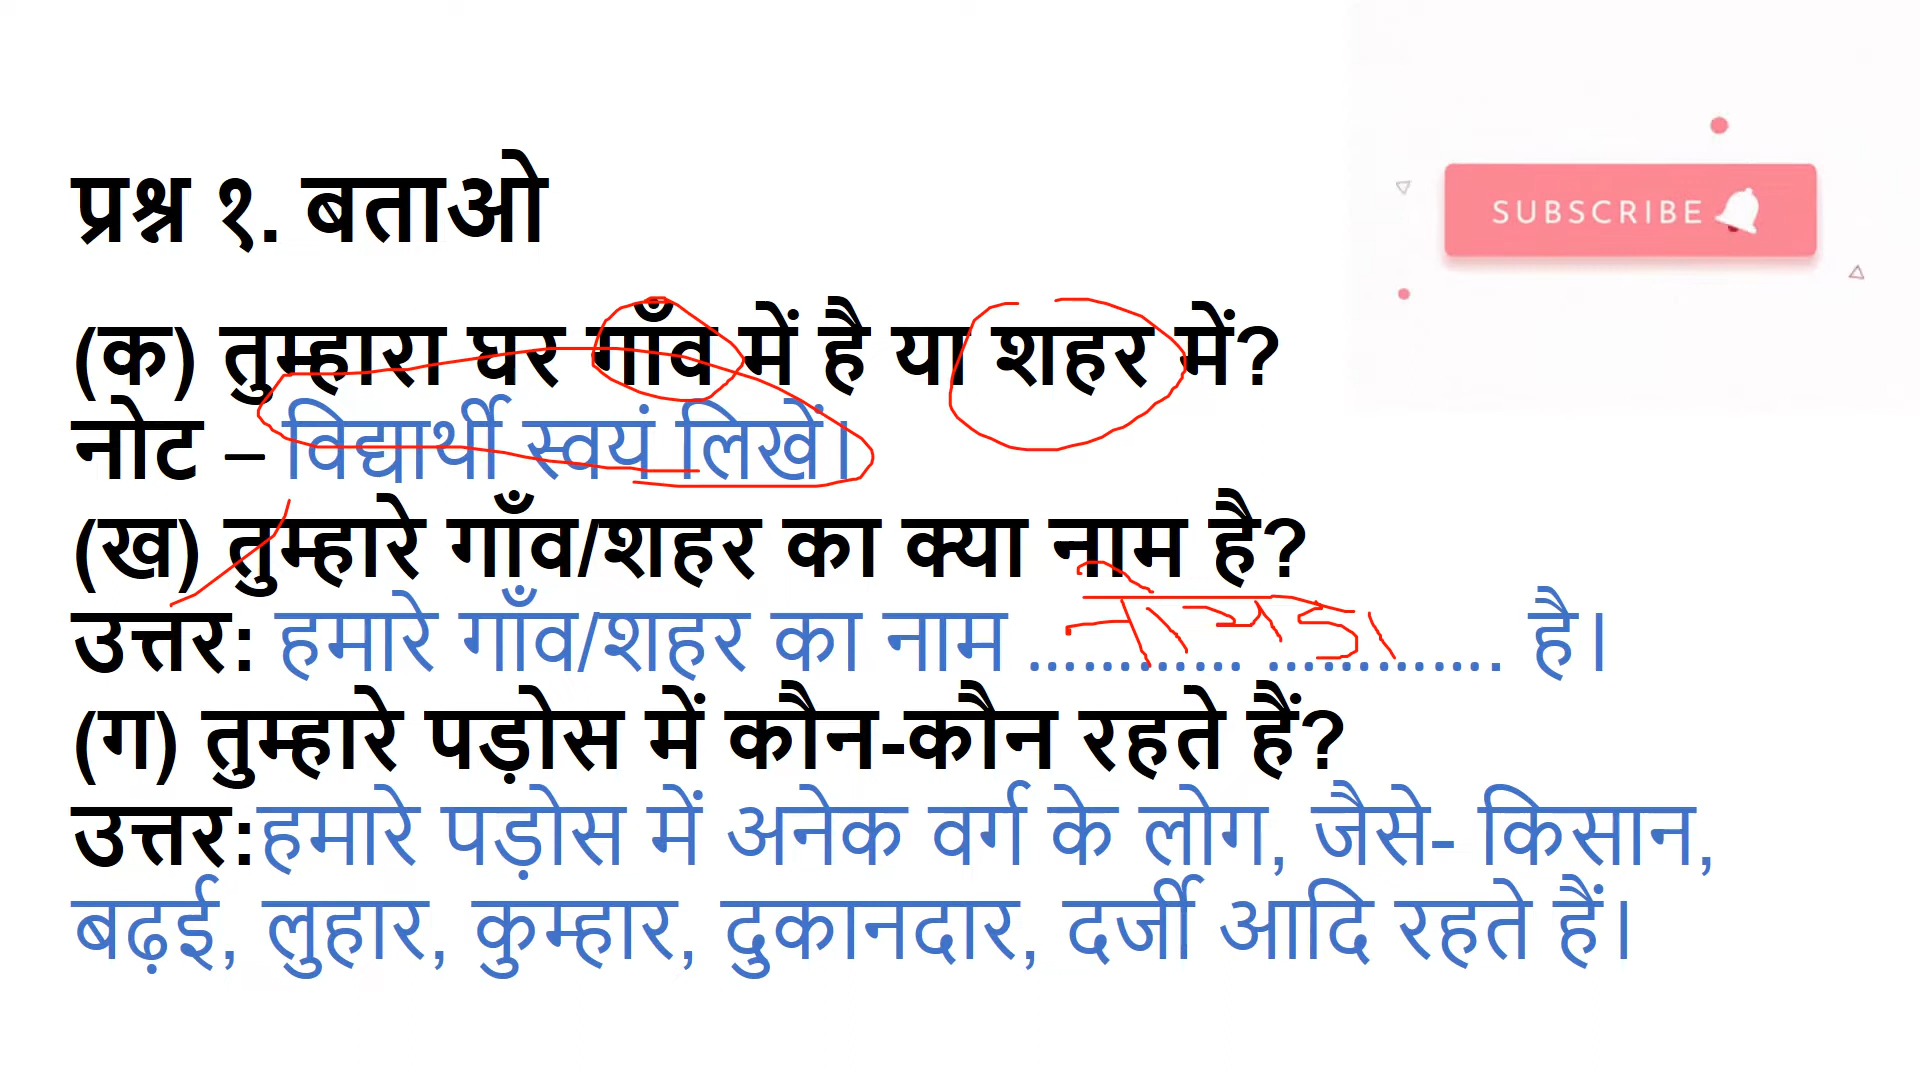 SUBSCRIBE
प्रश्न १. बताओ
(क) तुम्हारा घर गाँव में है या शहर में?
नोट – विद्यार्थी स्वयं लिखें।
(ख) तुम्हारे गाँव/शहर का क्या नाम है?
उत्तर: हमारे गाँव/शहर का नाम ………… …………. है।
(ग) तुम्हारे पड़ोस में कौन-कौन रहते हैं?
उत्तर:हमारे पड़ोस में अनेक वर्ग के लोग, जैसे- किसान,
बढ़ई, लुहार, कुम्हार, दुकानदार, दर्जी आदि रहते हैं।